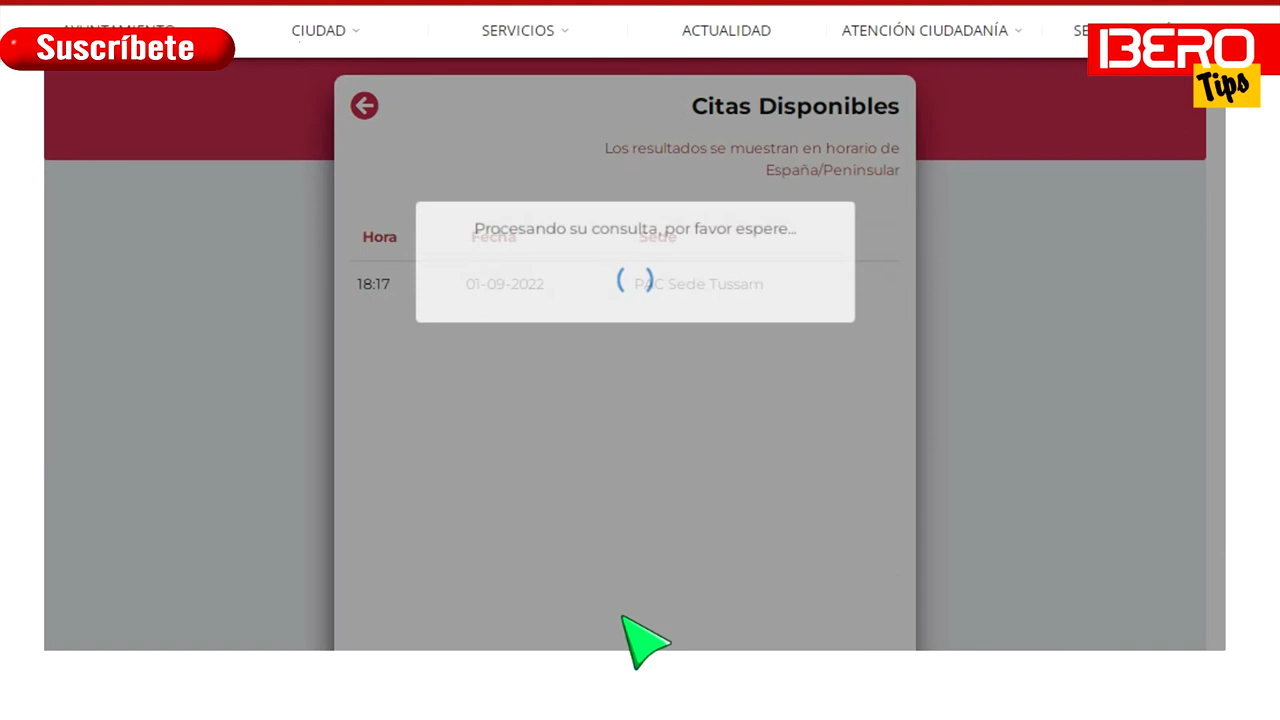 AYUNTAMIENTO
CIUDAD
SERVICIOS
ACTUALIDAD
ATENCIÓN CIUDADANÍA
Suscríbete
IBERO
Tips
Citas Disponibles
Los resultados se muestran en horario de
España/Peninsular
Procesando su consulta, por favor espere...
Hora Fecha Sede
18:17 01-09-2022 PAC Sede Tussam